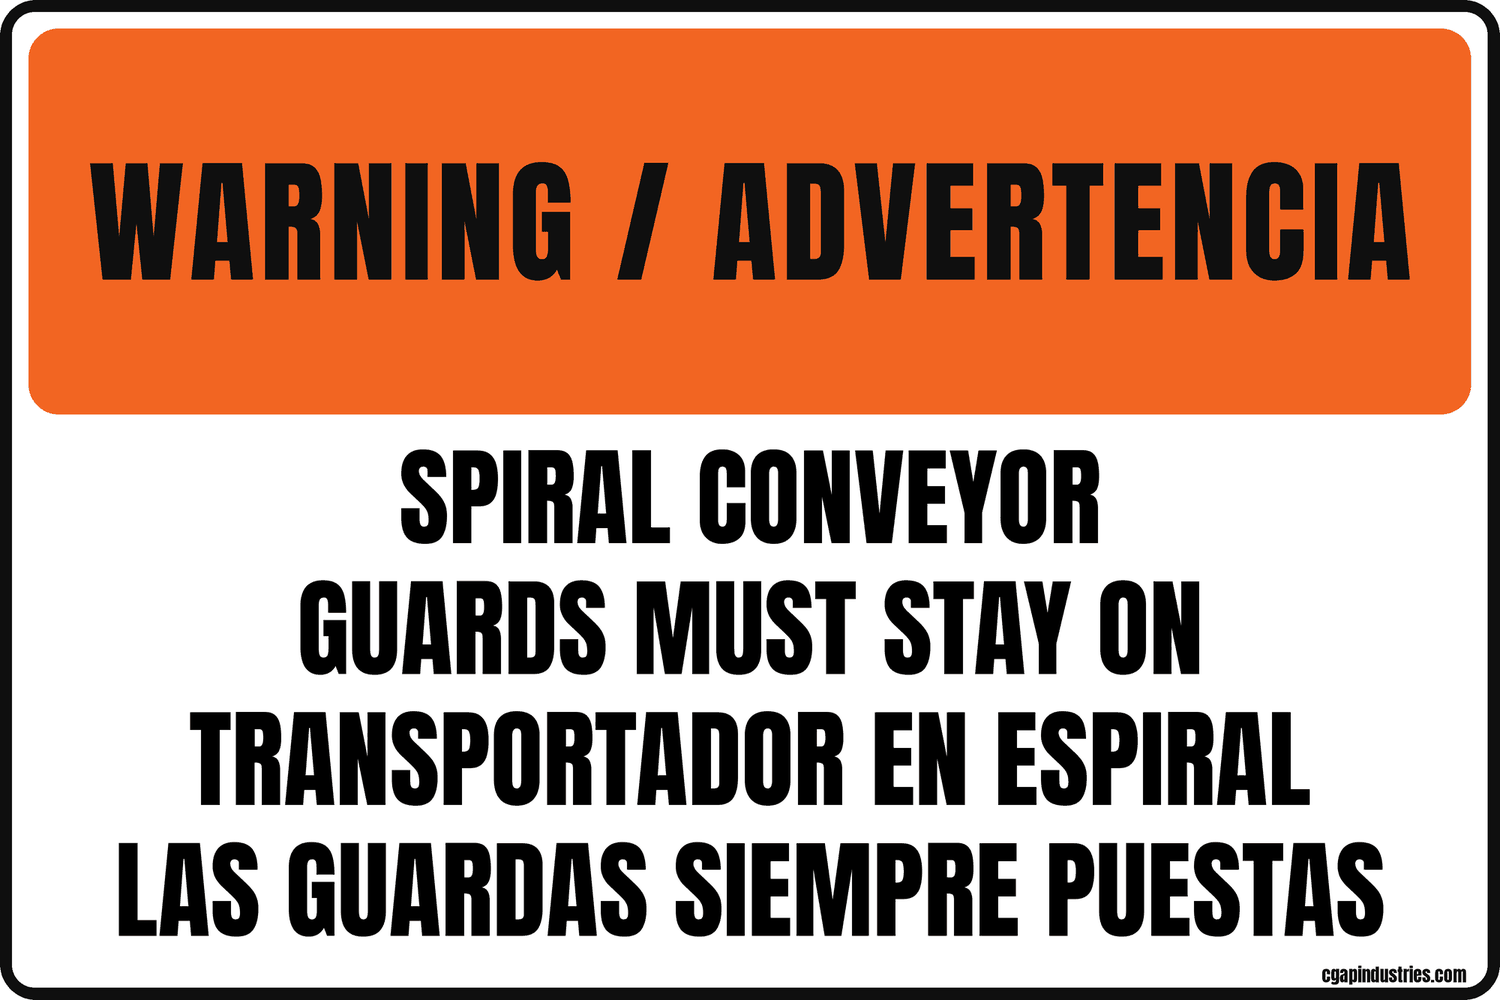 WARNING / ADVERTENCIA
SPIRAL CONVEYOR
GUARDS MUST STAY ON
TRANSPORTADOR EN ESPIRAL
LAS GUARDAS SIEMPRE PUESTAS
cgapindustries.com